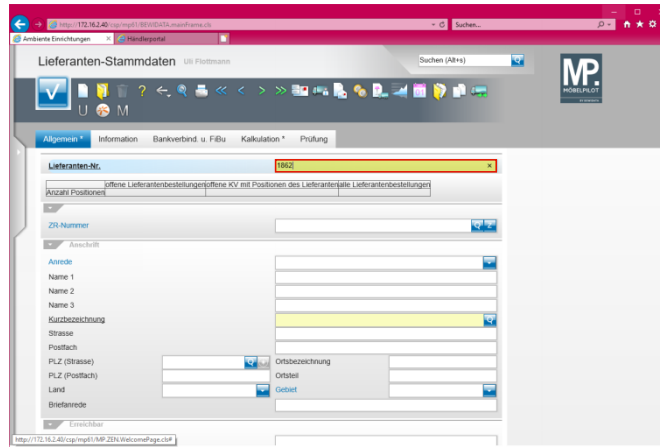 http://172.16.2.40/csp/mp61/BEWIDATA.mainframe.cls
Suchen...
Ambiente Einrichtungen
Händlerportal
Lieferanten-Stammdaten Uli Flottmann
Suchen (Alt+s)
MP.
MÖBELPILOT
? << < > >>
U M
Allgemein * Information Bankverbind. u. FiBu Kalkulation * Prüfung
Lieferanten-Nr. 1862
offene Lieferantenbestellungen offene KV mit Positionen des Lieferanten alle Lieferantenbestellungen
Anzahl Positionen
ZR-Nummer
Anschrift
Anrede
Name 1
Name 2
Name 3
Kurzbezeichnung
Strasse
Postfach
PLZ (Strasse) Ortsbezeichnung
PLZ (Postfach) Ortsteil
Land Gebiet
Briefanrede
Erreichbar
http://172.16.2.40/csp/mp61/MP.ZEN.WelcomePage.cls#